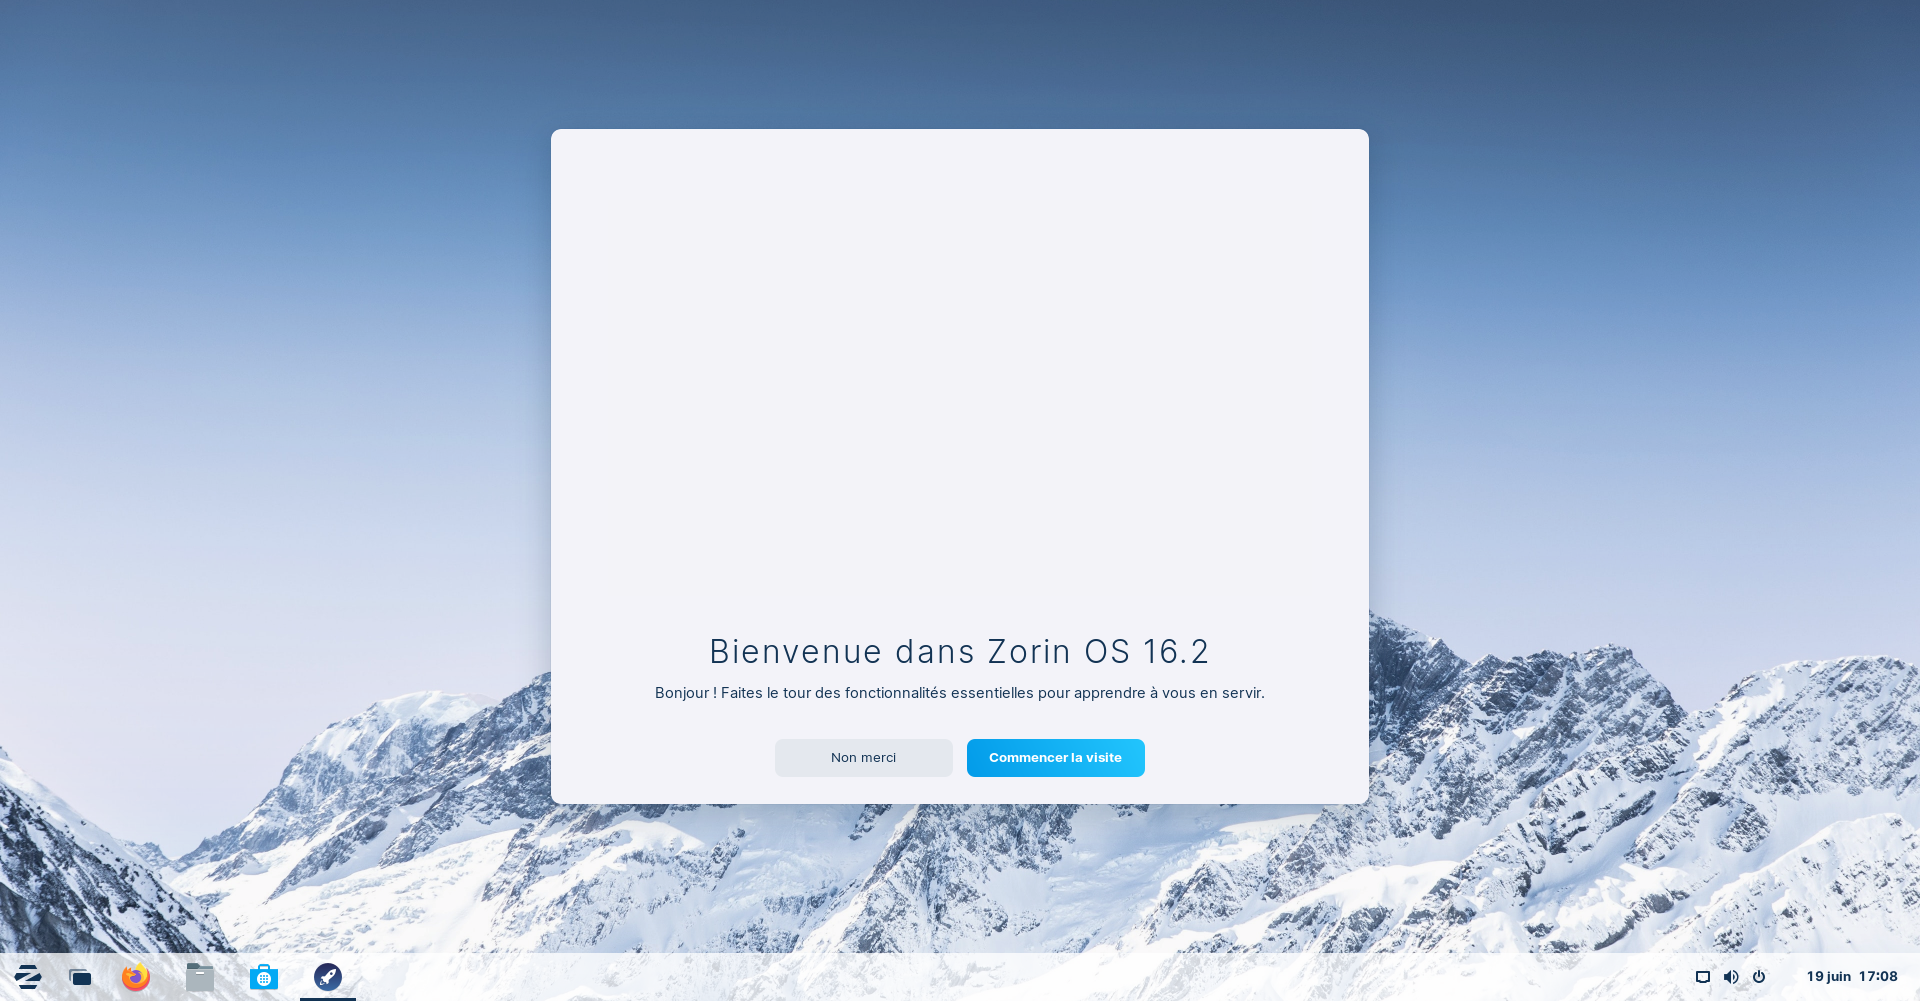 Bienvenue dans Zorin OS 16.2
Bonjour ! Faites le tour des fonctionnalités essentielles pour apprendre à vous en servir.
Non merci
Commencer la visite
19 juin 17:08